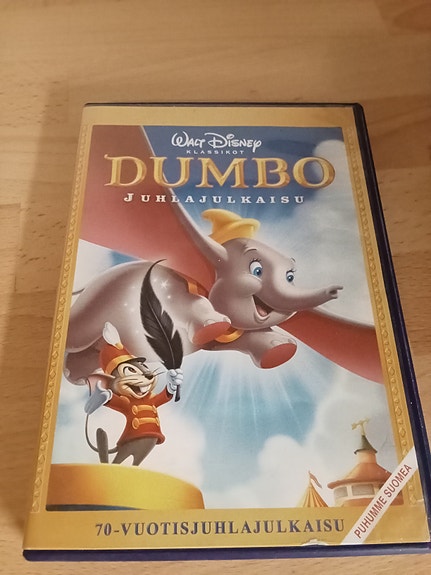 WALT DISNEY
KLASSIKOT
DUMBO
JUHLAJULKAISU
70-VUOTISJUHLAJULKAISU
PUHUMME SUOMEA